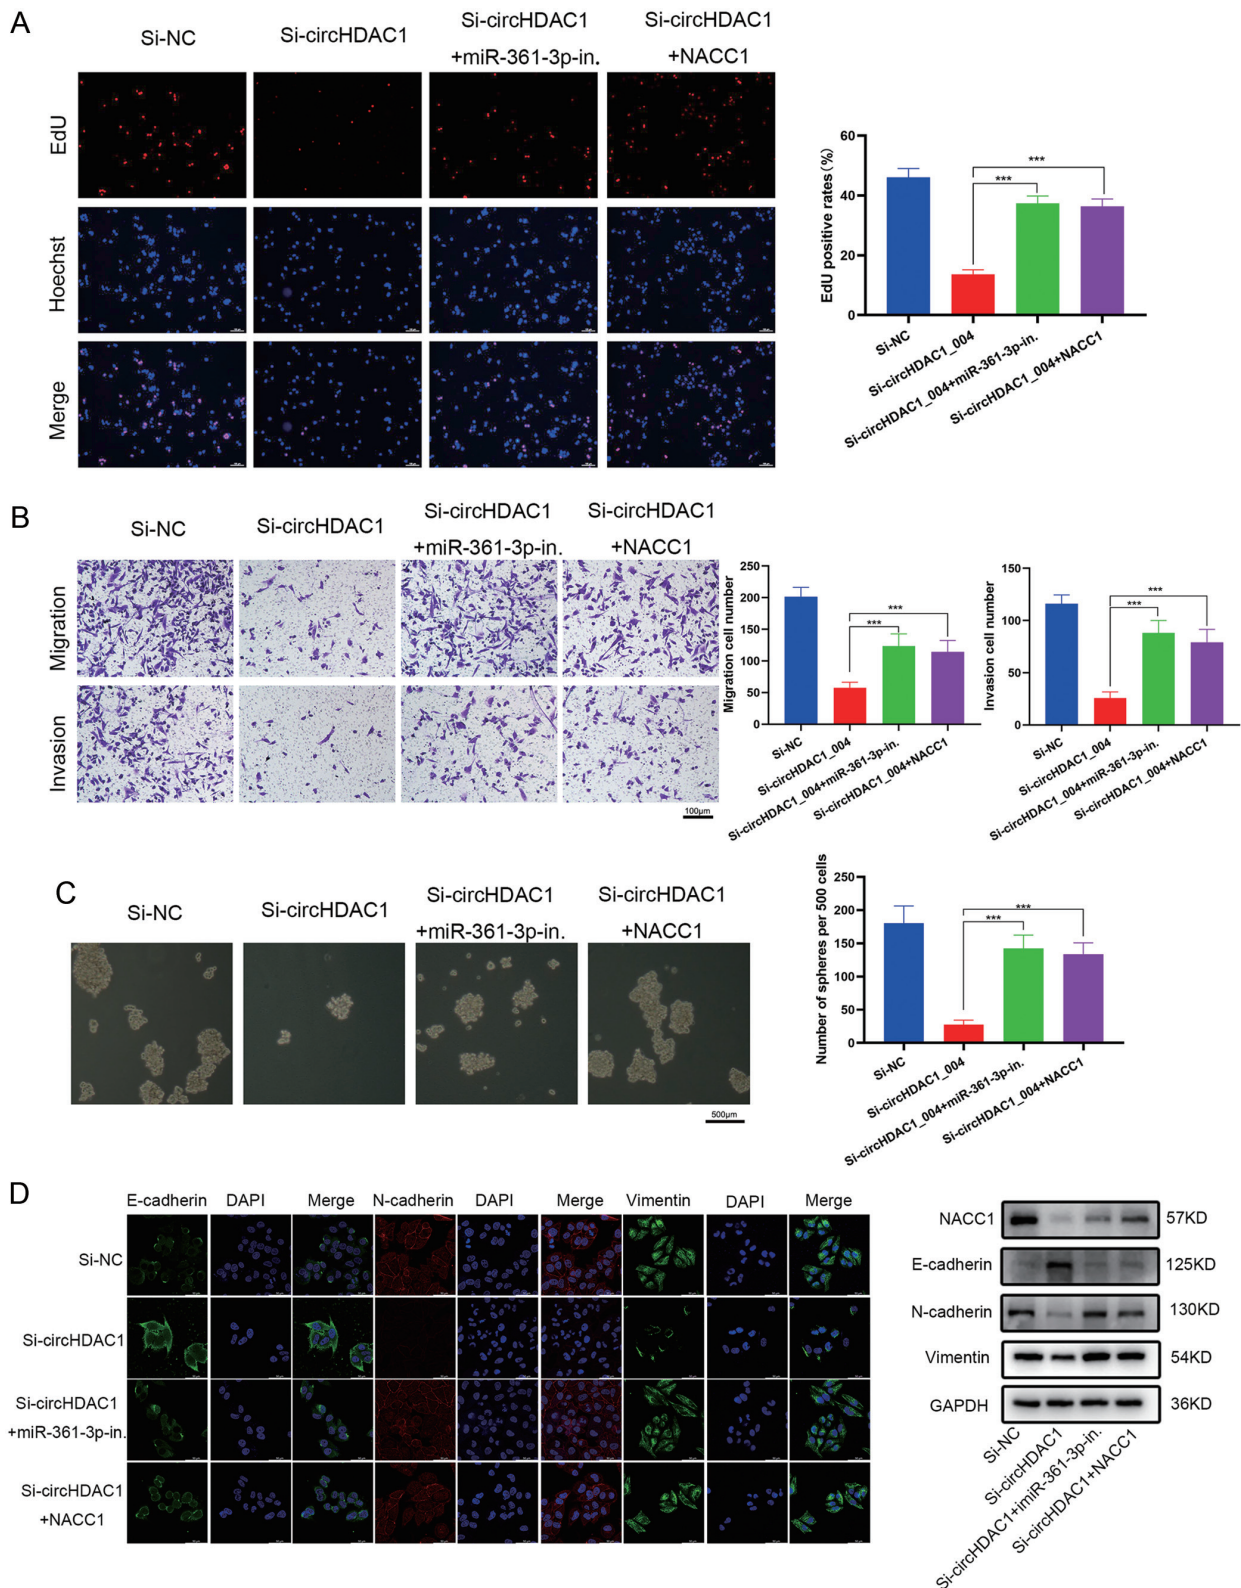 A
Si-NC
Si-circHDAC1
Si-circHDAC1
+miR-361-3p-in.
Si-circHDAC1
+NACC1
EdU
Hoechst
Merge
EdU positive rates (%)
60
40
20
0
***
***
Si-NC
Si-circHDAC1_004
Si-circHDAC1_004+miR-361-3p-in.
Si-circHDAC1_004+NACC1
B
Si-NC
Si-circHDAC1
Si-circHDAC1
+miR-361-3p-in.
Si-circHDAC1
+NACC1
Migration
Invasion
100μm
Migration cell number
250
200
150
100
50
0
***
***
Si-NC
Si-circHDAC1_004
Si-circHDAC1_004+miR-361-3p-in.
Si-circHDAC1_004+NACC1
Invasion cell number
150
100
50
0
***
***
Si-NC
Si-circHDAC1_004
Si-circHDAC1_004+miR-361-3p-in.
Si-circHDAC1_004+NACC1
C
Si-NC
Si-circHDAC1
Si-circHDAC1
+miR-361-3p-in.
Si-circHDAC1
+NACC1
500μm
Number of spheres per 500 cells
250
200
150
100
50
0
***
***
Si-NC
Si-circHDAC1_004
Si-circHDAC1_004+miR-361-3p-in.
Si-circHDAC1_004+NACC1
D
E-cadherin DAPI Merge N-cadherin DAPI Merge Vimentin DAPI Merge
Si-NC
Si-circHDAC1
Si-circHDAC1
+miR-361-3p-in.
Si-circHDAC1
+NACC1
NACC1 57KD
E-cadherin 125KD
N-cadherin 130KD
Vimentin 54KD
GAPDH 36KD
Si-NC
Si-circHDAC1
Si-circHDAC1+imiR-361-3p-in.
Si-circHDAC1+NACC1